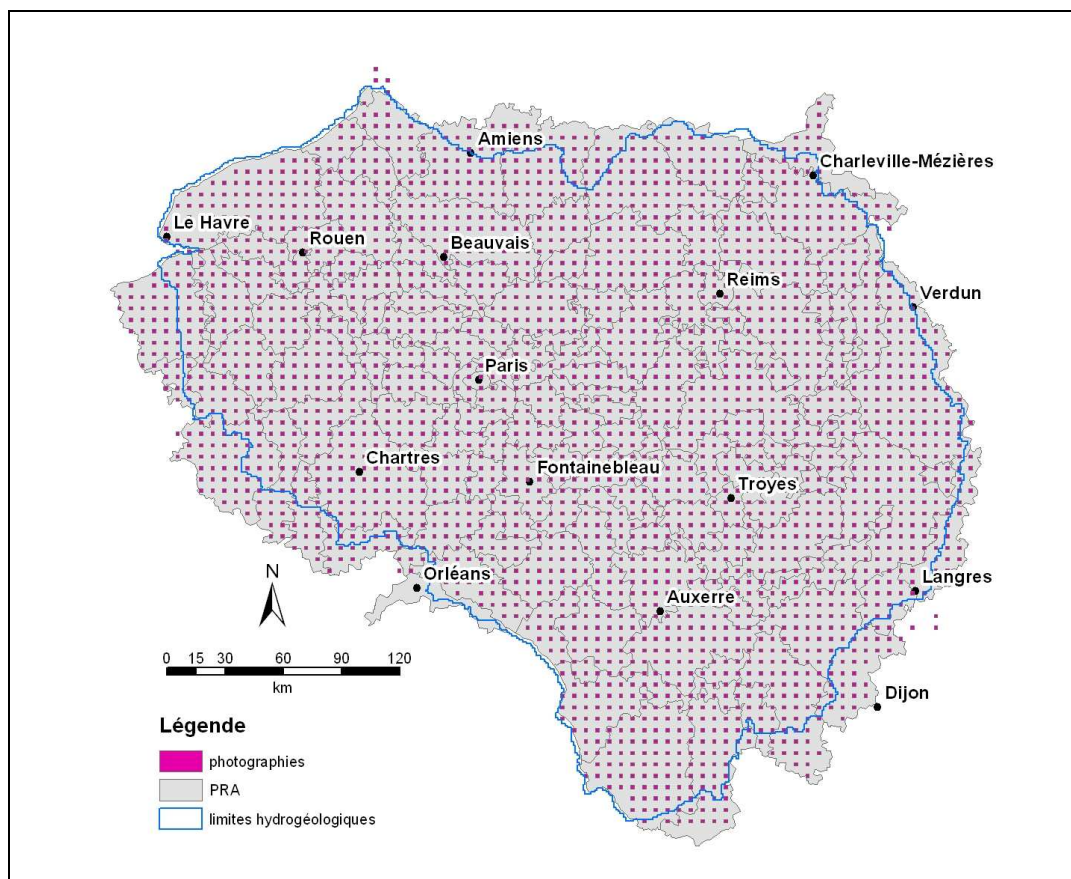 Amiens
Charleville-Mézières
Le Havre
Rouen
Beauvais
Reims
Verdun
Paris
Chartres
Fontainebleau
Troyes
N
Orléans
Auxerre
Langres
0 15 30 60 90 120
km
Dijon
Légende
photographies
PRA
limites hydrogéologiques